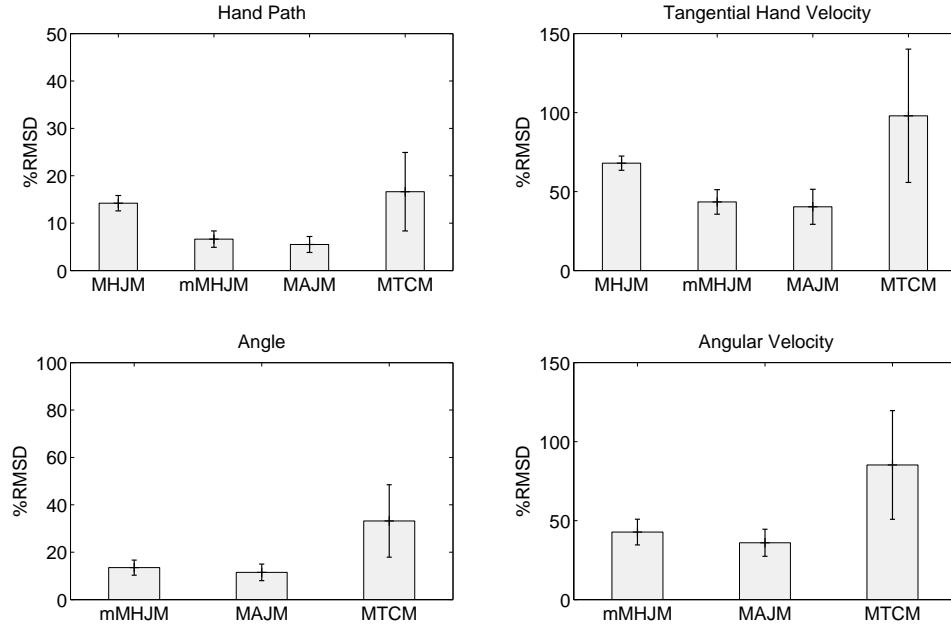 Hand Path
50
40
30
20
10
0
%RMSD
MHJM mMHJM MAJM MTCM
Tangential Hand Velocity
150
100
50
0
%RMSD
MHJM mMHJM MAJM MTCM
Angle
100
80
60
40
20
0
%RMSD
mMHJM MAJM MTCM
Angular Velocity
150
100
50
0
%RMSD
mMHJM MAJM MTCM